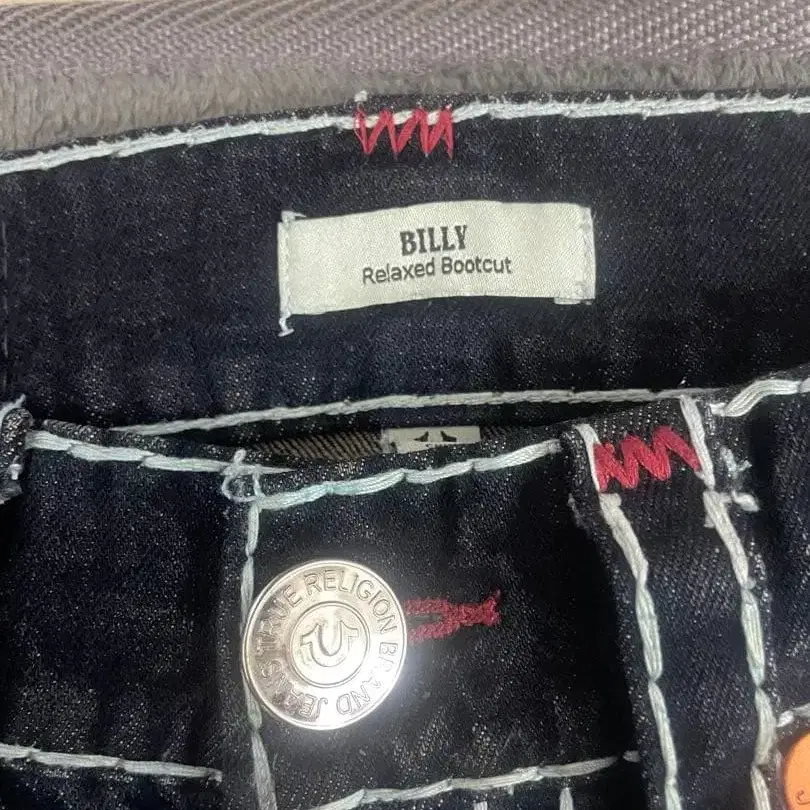 BILLY
Relaxed Bootcut
TRUE RELIGION BRAND JEANS